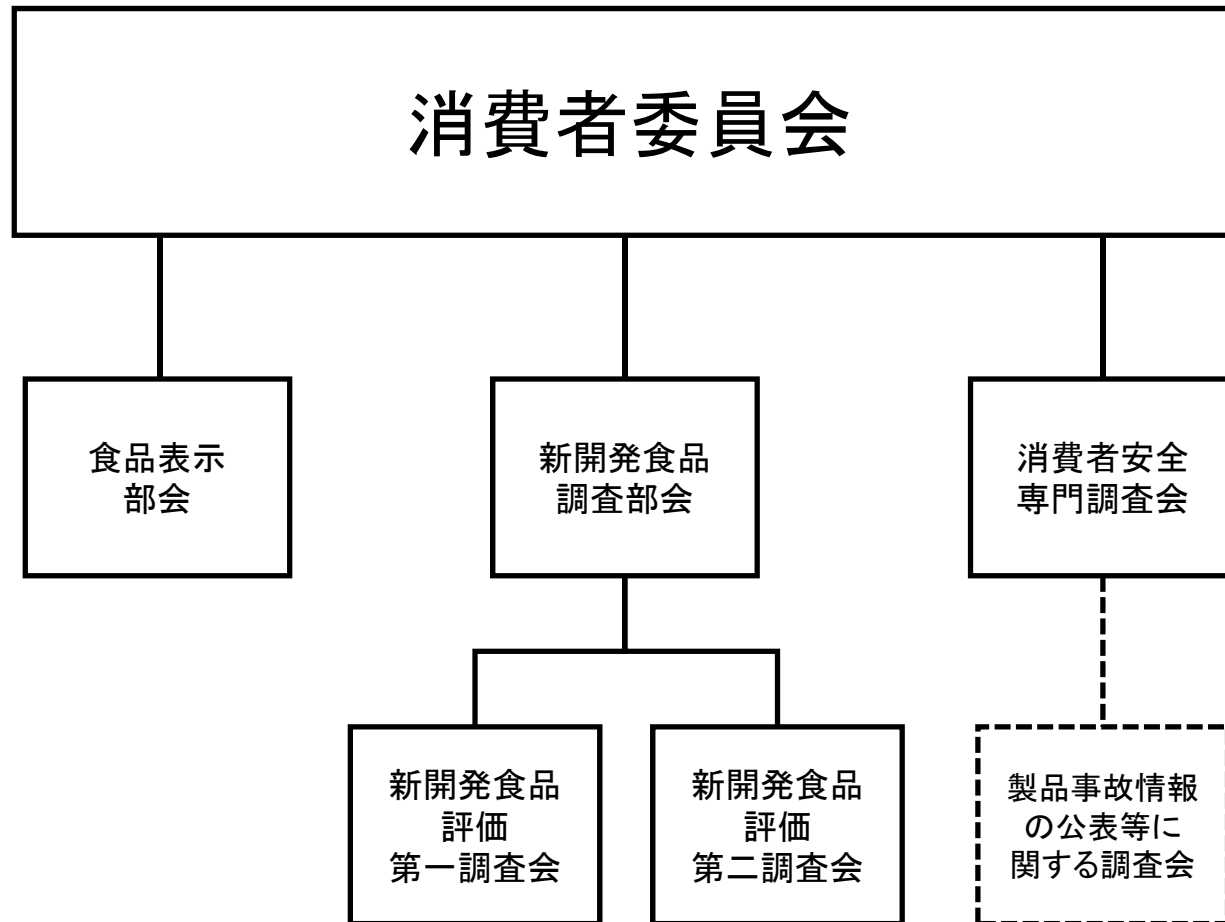 消費者委員会
食品表示
部会
新開発食品
調査部会
消費者安全
専門調査会
新開発食品
評価
第一調査会
新開発食品
評価
第二調査会
製品事故情報
の公表等に
関する調査会